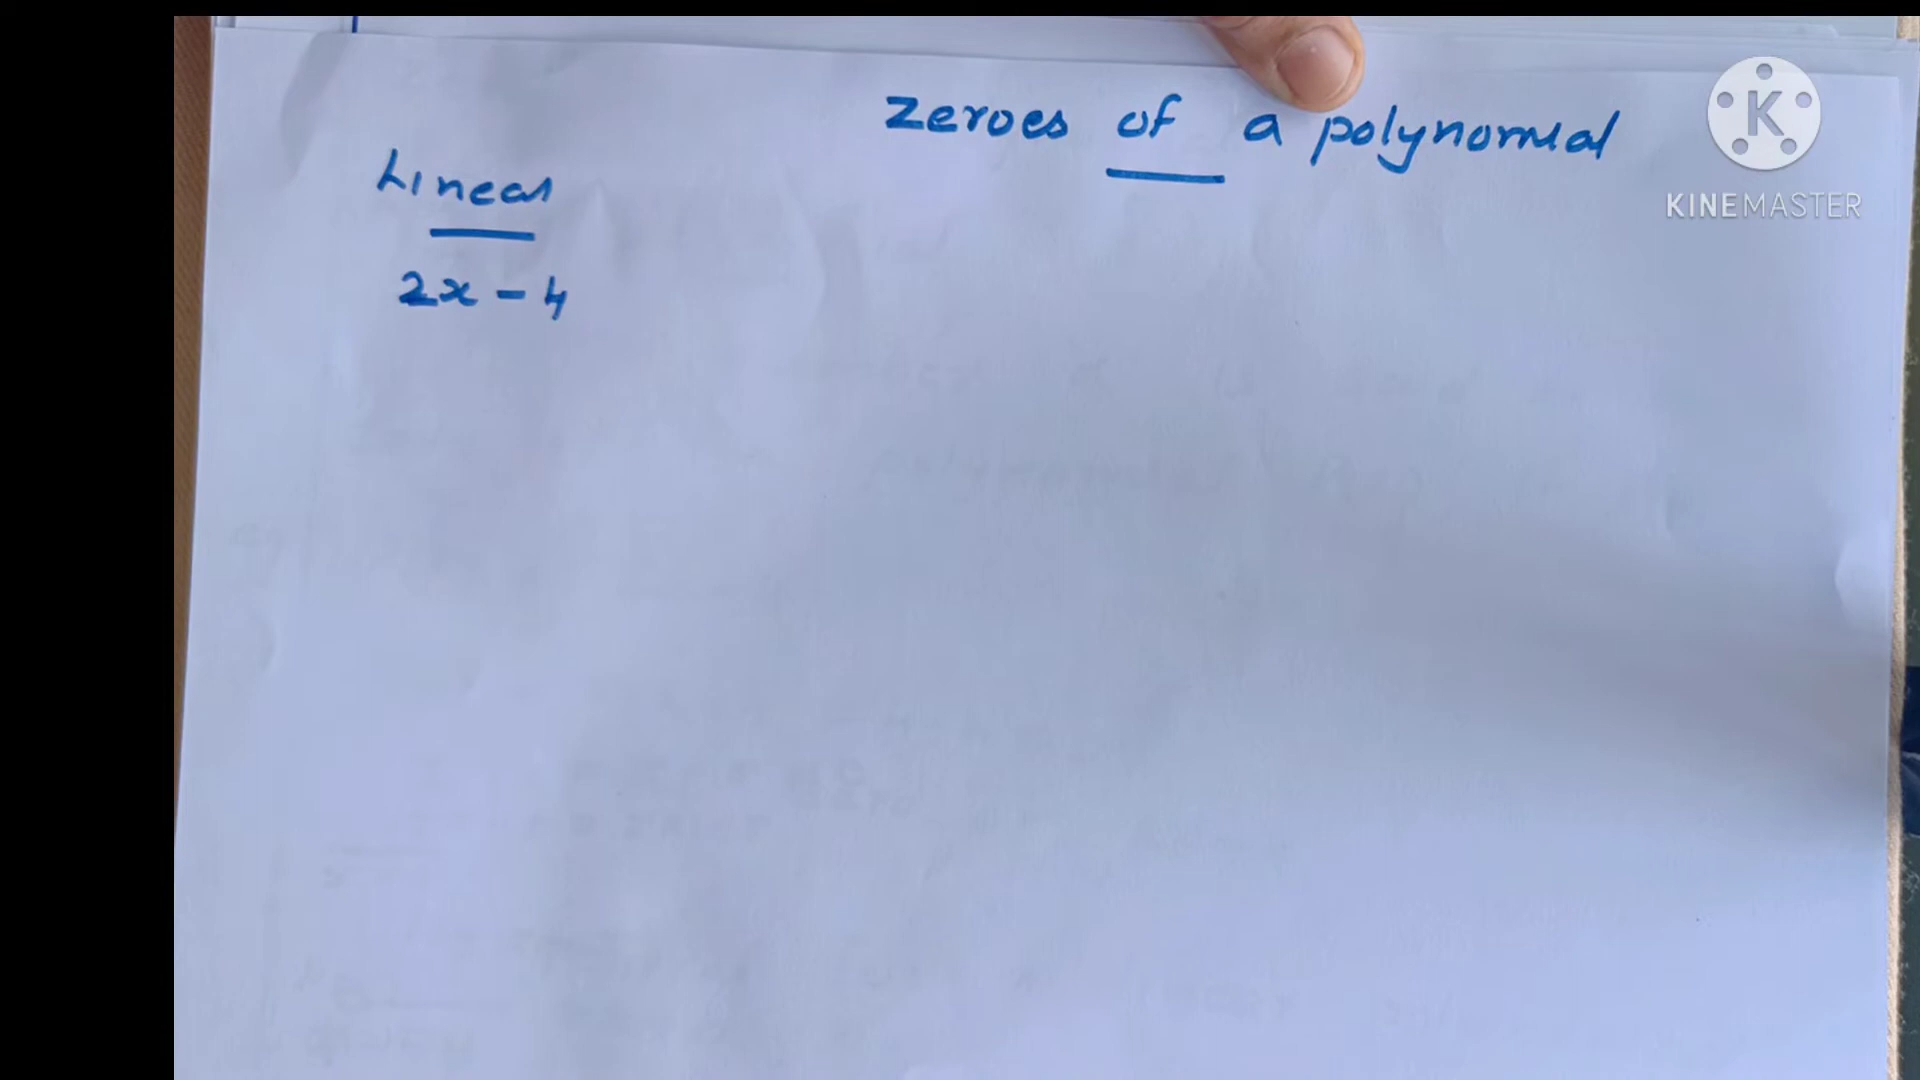 Zeroes of a polynomial
Linear
2x - 4
K
KINEMASTER